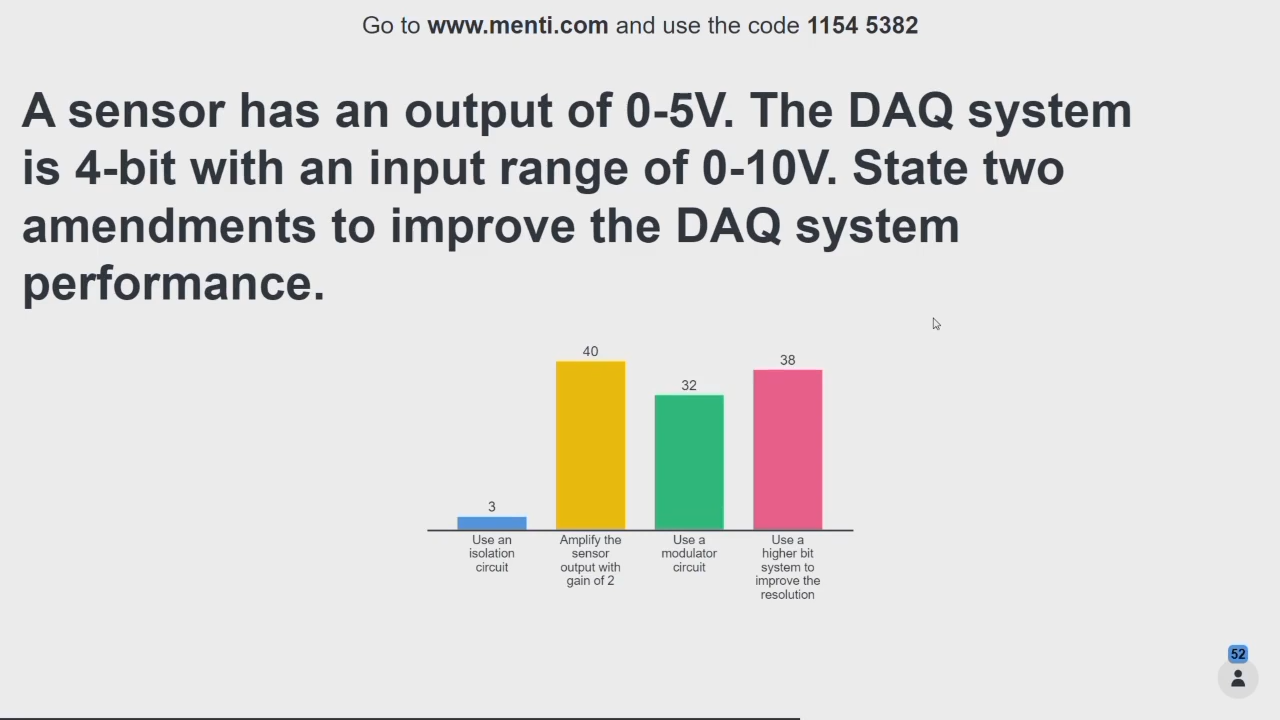 Go to www.menti.com and use the code 1154 5382
A sensor has an output of 0-5V. The DAQ system
is 4-bit with an input range of 0-10V. State two
amendments to improve the DAQ system
performance.
3
40
32
38
Use an
isolation
circuit
Amplify the
sensor
output with
gain of 2
Use a
modulator
circuit
Use a
higher bit
system to
improve the
resolution
52